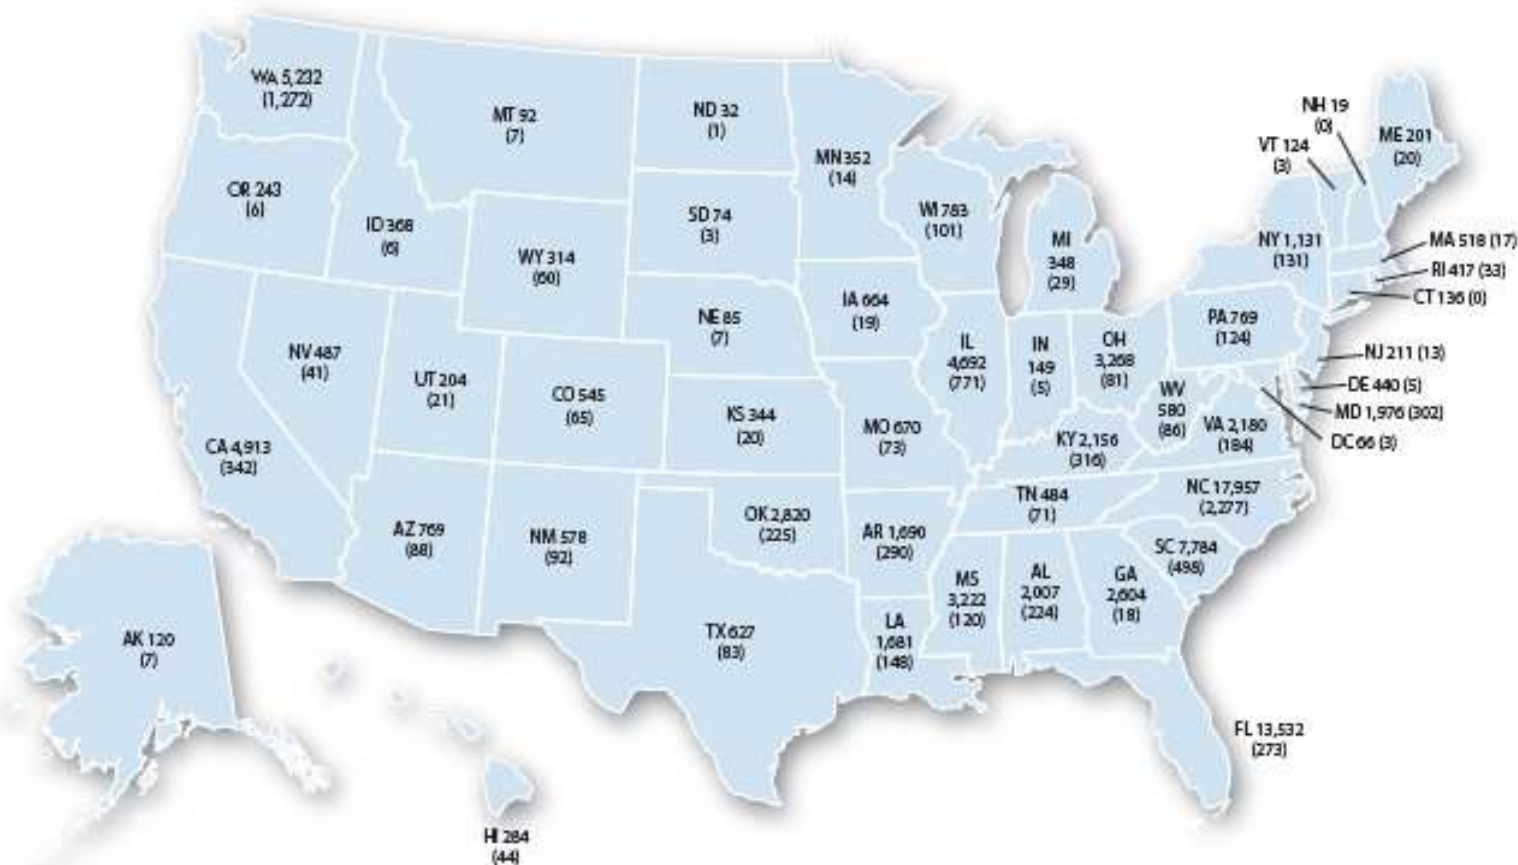 WA 5,232
(1,272)
MT 92
(7)
ND 32
(1)
MN 352
(14)
NH 19
(0)
VT 124
(3)
ME 201
(20)
OR 243
(6)
ID 368
(6)
WY 314
(60)
SD 74
(3)
WI 783
(101)
MI
348
(29)
NY 1,131
(131)
MA 518 (17)
RI 417 (33)
CT 136 (0)
NV 487
(41)
UT 204
(21)
CO 545
(65)
NE 85
(7)
IA 664
(19)
IL
4,692
(771)
IN
149
(5)
OH
3,268
(81)
PA 769
(124)
NJ 211 (13)
DE 440 (5)
MD 1,976 (302)
DC 66 (3)
CA 4,913
(342)
KS 344
(20)
MO 670
(73)
KY 2,156
(316)
WV
580
(86)
VA 2,180
(184)
AZ 769
(88)
NM 578
(92)
OK 2,820
(225)
AR 1,690
(290)
TN 484
(71)
NC 17,957
(2,277)
SC 7,784
(498)
TX 627
(83)
LA
1,681
(148)
MS
3,222
(120)
AL
2,007
(224)
GA
2,604
(18)
AK 120
(7)
FL 13,532
(273)
HI 284
(44)